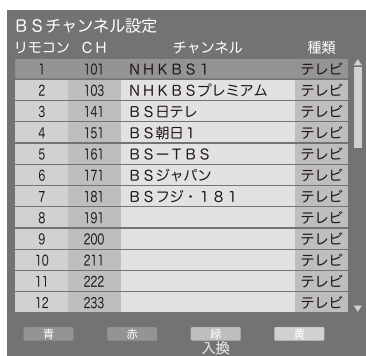 ＢＳチャンネル設定
リモコン ＣＨ チャンネル 種類
1 101 ＮＨＫＢＳ１ テレビ
2 103 ＮＨＫＢＳプレミアム テレビ
3 141 ＢＳ日テレ テレビ
4 151 ＢＳ朝日１ テレビ
5 161 ＢＳ－ＴＢＳ テレビ
6 171 ＢＳジャパン テレビ
7 181 ＢＳフジ・１８１ テレビ
8 191 テレビ
9 200 テレビ
10 211 テレビ
11 222 テレビ
12 233 テレビ
青 赤 緑 黄
入換